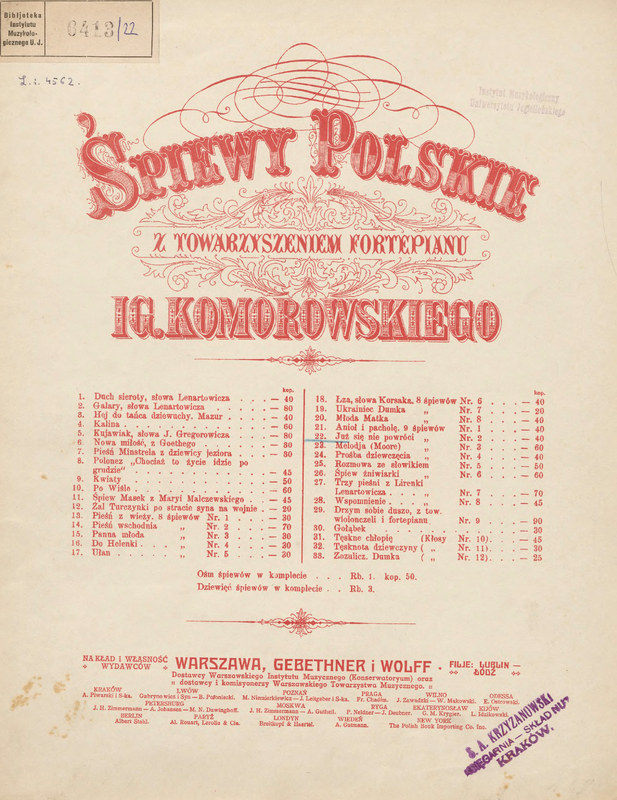 Bibljoteka
Instytutu
Muzykolo-
gicznego U. J.
0413/22
Ł. i. 4562.
Instytut Muzykologiczny
Uniwersytetu Jagiellońskiego
ŚPIEWY POLSKIE
Z TOWARZYSZENIEM FORTEPIANU
IG. KOMOROWSKIEGO
kop.
1. Duch sieroty, słowa Lenartowicza . . . . — 40
2. Galary, słowa Lenartowicza . . . . . — 80
3. Hoj do tańca dziewuchy. Mazur . . . . — 40
4. Kalina . . . . . . . . — 60
5. Kujawiak, słowa J. Gregorowicza . . . . — 80
6. Nowa miłość, z Goethego . . . . . — 30
7. Pieśń Minstrela z dziewicy jeziora . . . . — 30
8. Polonez „Chociaż to życie idzie po
grudzie" . . . . . . . — 45
9. Kwiaty . . . . . . . . — 50
10. Po Wiśle . . . . . . . — 60
11. Śpiew Masek z Maryi Malczewskiego . . . — 45
12. Żal Turczynki po stracie syna na wojnie . . — 20
13. Pieśń z wieży. 8 śpiewów Nr. 1 . . . — 30
14. Pieśń wschodnia „ Nr. 2 . . . — 70
15. Panna młoda „ Nr. 3 . . . — 30
16. Do Helenki . . . „ Nr. 4 . . . — 30
17. Ułan . . . . „ Nr. 5 . . . — 30
kop.
18. Łza, słowa Korsaka. 8 śpiewów Nr. 6 . . . — 40
19. Ukrainiec Dumka „ Nr. 7 . . . — 20
20. Młoda Matka „ Nr. 8 . . . — 40
21. Anioł i pacholę. 9 śpiewów Nr. 1 . . . — 40
22. Już się nie powróci „ Nr. 2 . . . — 40
23. Melodja (Moore) „ Nr. 3 . . . — 60
24. Prośba dziewczęcia „ Nr. 4 . . . — 40
25. Rozmowa ze słowikiem Nr. 5 . . . — 50
26. Śpiew żniwiarki „ Nr. 6 . . . — 60
27. Trzy pieśni z Lirenki
Lenartowicza . . . „ Nr. 7 . . . — 70
28. Wspomnienie . . . „ Nr. 8 . . . — 45
29. Drzym sobie duszo, z tow.
wiolonczeli i fortepianu Nr. 9 . . . — 90
30. Gołąbek . . . . . . . . — 30
31. Tęskne chłopię (Kłosy Nr. 10) . . . — 45
32. Tęsknota dziewczyny ( „ Nr. 11) . . . — 30
33. Zozulicz. Dumka ( „ Nr. 12) . . . — 25
Ośm śpiewów w komplecie . . . Rb. 1. kop. 50.
Dziewięć śpiewów w komplecie . . Rb. 3.
NAKŁAD I WŁASNOŚĆ
WYDAWCÓW
WARSZAWA, GEBETHNER i WOLFF.
FILJE: LUBLIN —
ŁÓDŹ
Dostawcy Warszawskiego Instytutu Muzycznego (Konserwatoryum) oraz
dostawcy i komisyonerzy Warszawskiego Towarzystwa Muzycznego.
KRAKÓW LWÓW POZNAŃ PRAGA WILNO ODESSA
A. Piwarski i S-ka. Gubrynowicz i Syn — B. Połoniecki. M. Niemierkiewicz — J. Leitgeber i S-ka. Fr. Chadim. J. Zawadzki — W. Makowski. E. Ostrowski.
PETERSBURG MOSKWA RYGA EKATERYNOSŁAW KIJÓW
J. H. Zimmermann — A. Johansen — M. N. Dawinghoff. J. H. Zimmermann — A. Gutheil. P. Neldner — J. Deubner. G. M. Krygier. L. Idzikowski.
BERLIN PARYŻ LONDYN WIEDEŃ NEW YORK
Albert Stahl. Al. Rouart, Lerolle & Cie. Breitkopf & Haertel. A. Gutmann. The Polish Book Importing Co. Inc.
S. A. KRZYŻANOWSKI
KSIĘGARNIA — SKŁAD NUT
KRAKÓW.